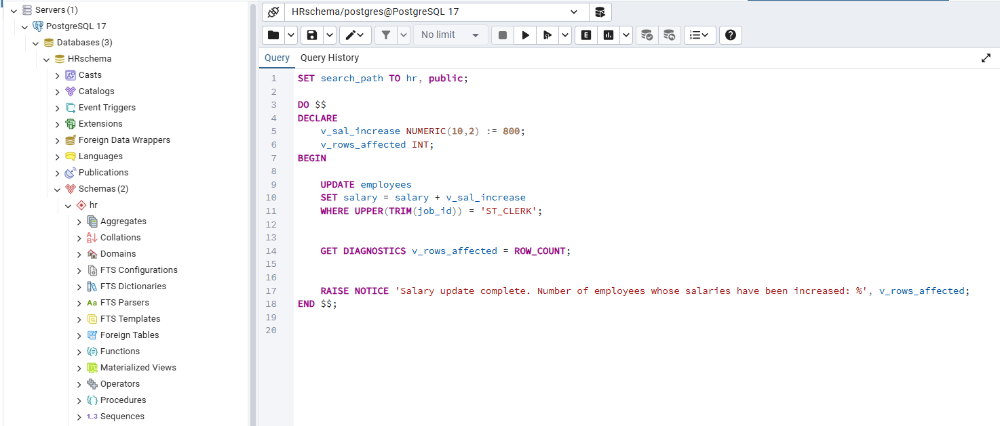 Servers (1)
PostgreSQL 17
Databases (3)
HRschema
Casts
Catalogs
Event Triggers
Extensions
Foreign Data Wrappers
Languages
Publications
Schemas (2)
hr
Aggregates
Collations
Domains
FTS Configurations
FTS Dictionaries
Aa FTS Parsers
FTS Templates
Foreign Tables
Functions
Materialized Views
Operators
Procedures
1..3 Sequences
HRschema/postgres@PostgreSQL 17
No limit
E
Query Query History
1 SET search_path TO hr, public;
2
3 DO $$
4 DECLARE
5 v_sal_increase NUMERIC(10,2) := 800;
6 v_rows_affected INT;
7 BEGIN
8
9 UPDATE employees
10 SET salary = salary + v_sal_increase
11 WHERE UPPER(TRIM(job_id)) = 'ST_CLERK';
12
13
14 GET DIAGNOSTICS v_rows_affected = ROW_COUNT;
15
16
17 RAISE NOTICE 'Salary update complete. Number of employees whose salaries have been increased: %', v_rows_affected;
18 END $$;
19
20